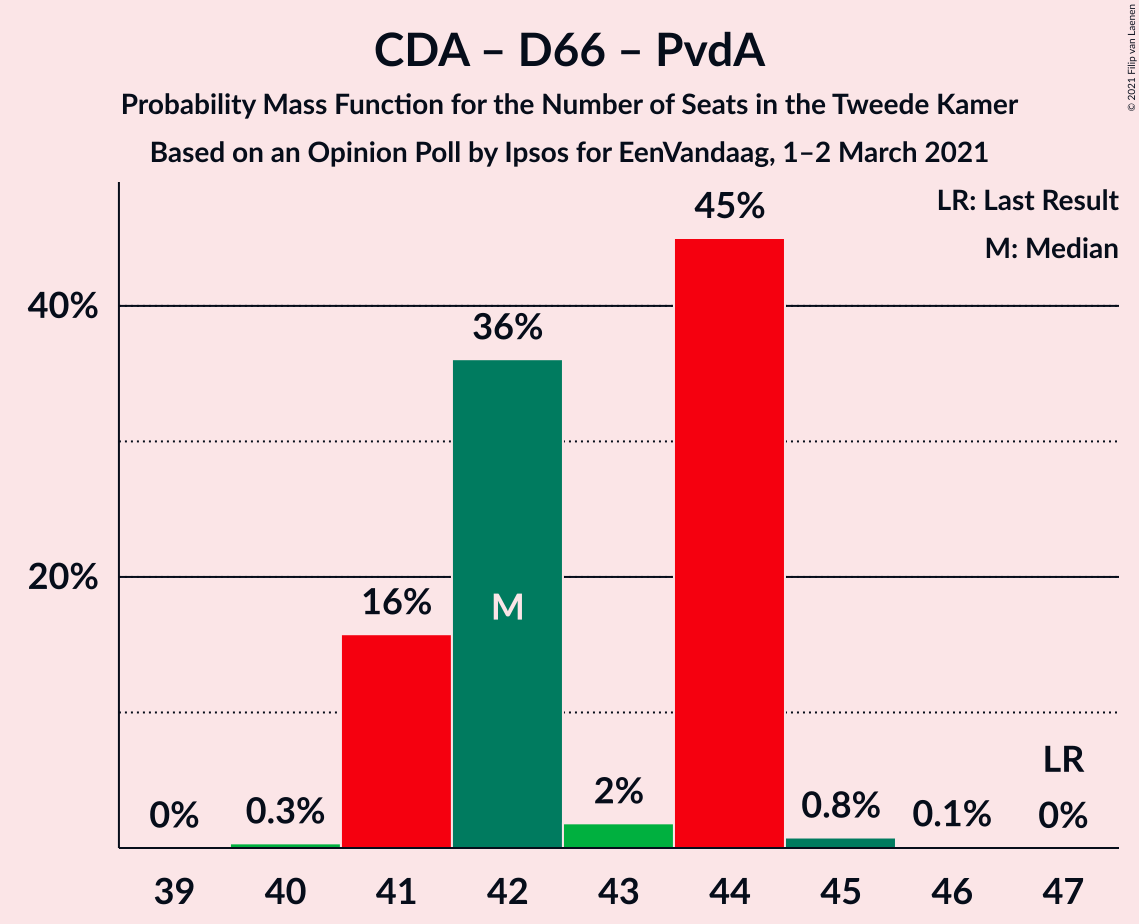 CDA – D66 – PvdA
Probability Mass Function for the Number of Seats in the Tweede Kamer
Based on an Opinion Poll by Ipsos for EenVandaag, 1–2 March 2021
© 2021 Filip van Laenen
LR: Last Result
M: Median
45%
40%
36%
20%
16%
M
LR
0%
0.3%
2%
0.8%
0.1%
0%
39 40 41 42 43 44 45 46 47